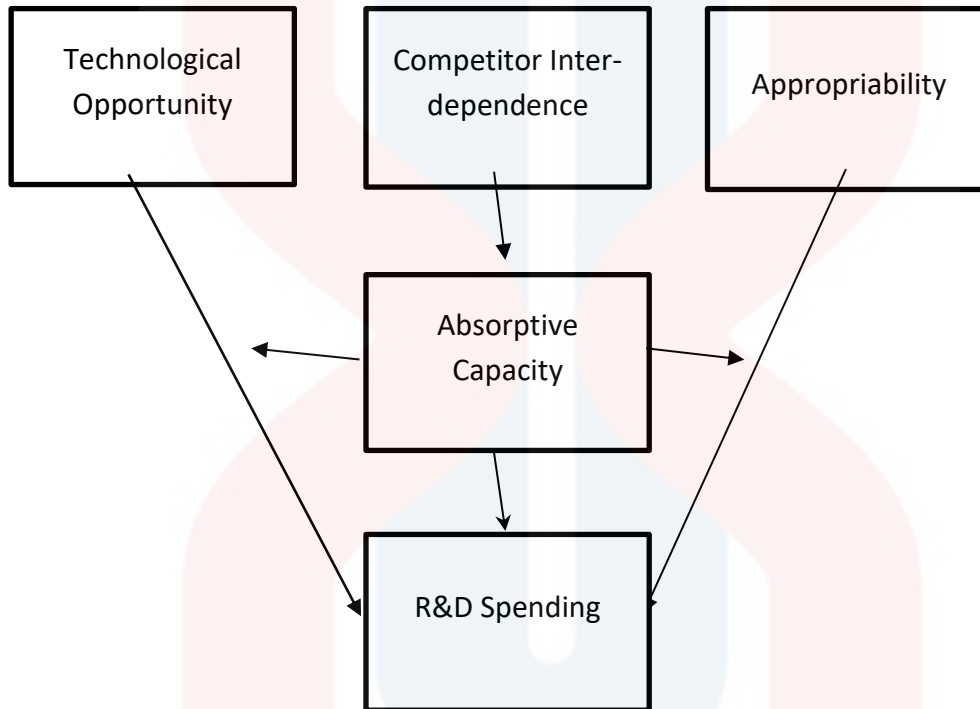 Technological
Opportunity
Competitor Inter-
dependence
Appropriability
Absorptive
Capacity
R&D Spending